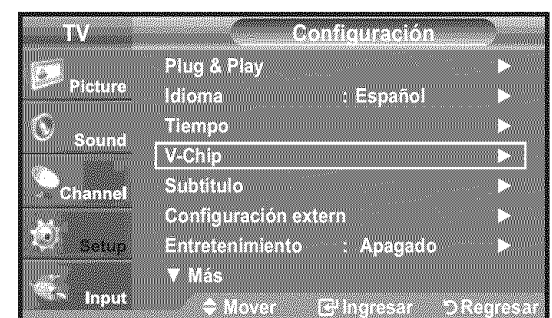 TV
Configuración
Picture
Sound
Channel
Setup
Input
Plug & Play
Idioma : Español
Tiempo
V-Chip
Subtitulo
Configuración extern
Entretenimiento : Apagado
▼ Más
Mover Ingresar Regresar